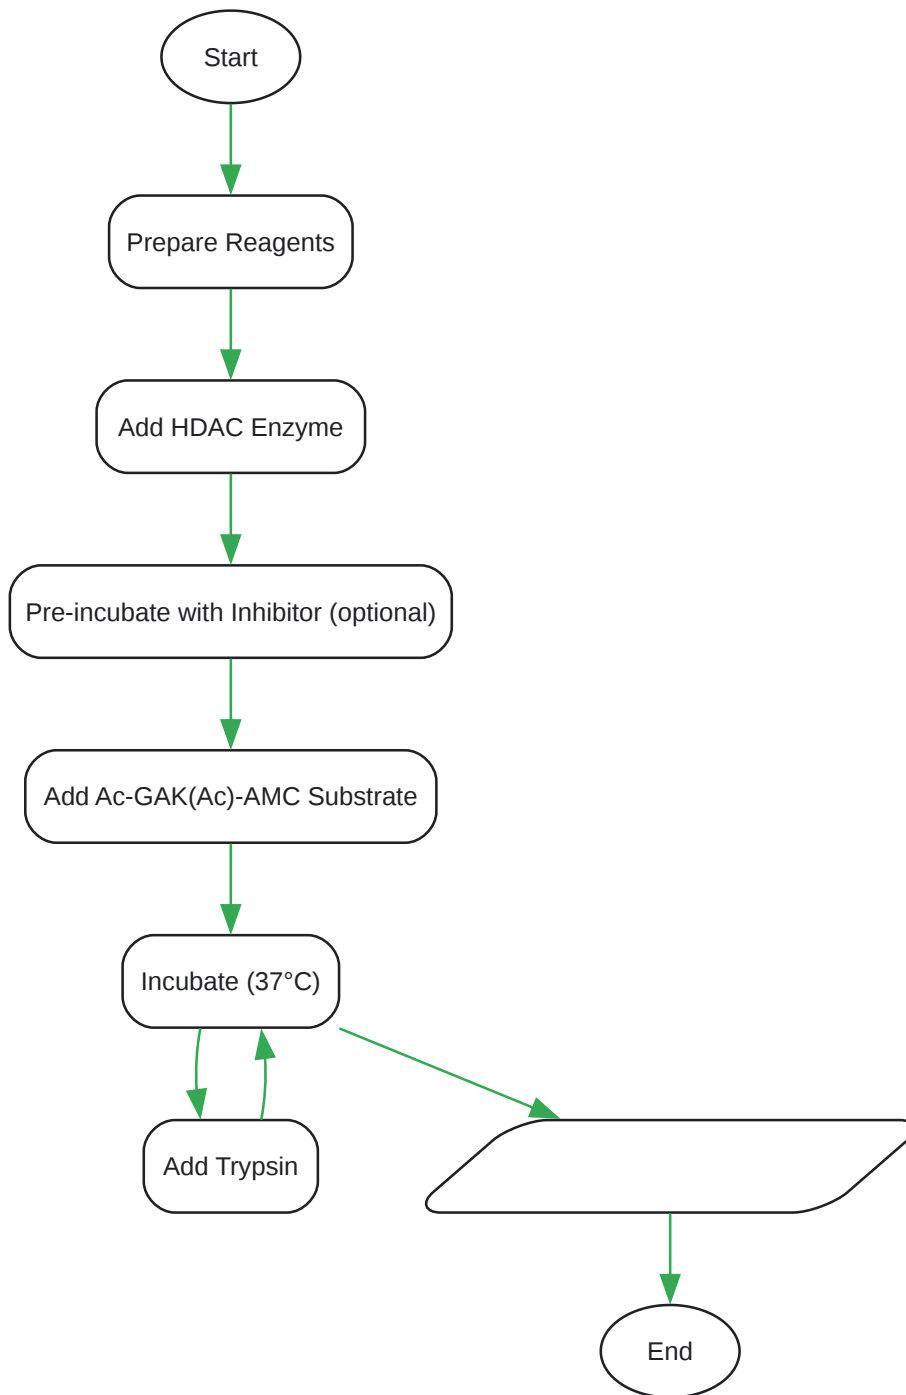 Start
Prepare Reagents
Add HDAC Enzyme
Pre-incubate with Inhibitor (optional)
Add Ac-GAK(Ac)-AMC Substrate
Incubate (37°C)
Add Trypsin
End